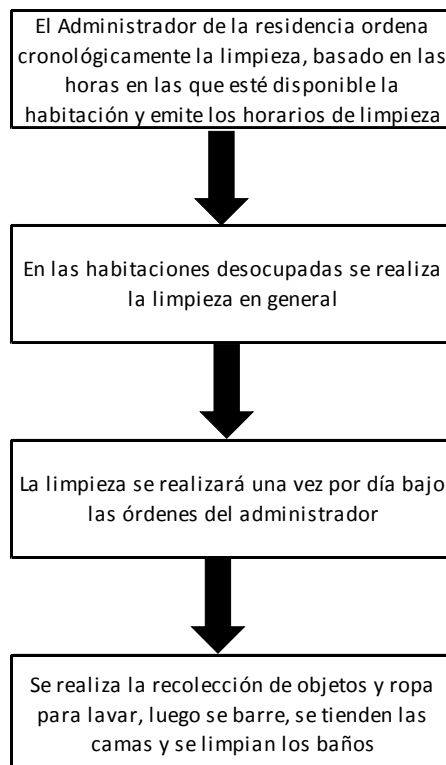 El Administrador de la residencia ordena
cronológicamente la limpieza, basado en las
horas en las que esté disponible la
habitación y emite los horarios de limpieza
En las habitaciones desocupadas se realiza
la limpieza en general
La limpieza se realizará una vez por día bajo
las órdenes del administrador
Se realiza la recolección de objetos y ropa
para lavar, luego se barre, se tienden las
camas y se limpian los baños